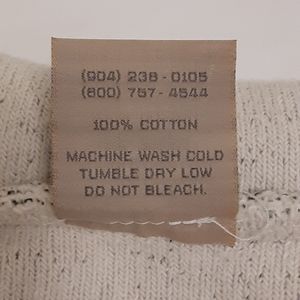 (904) 238-0105
(800) 757-4544
100% COTTON
MACHINE WASH COLD
TUMBLE DRY LOW
DO NOT BLEACH.